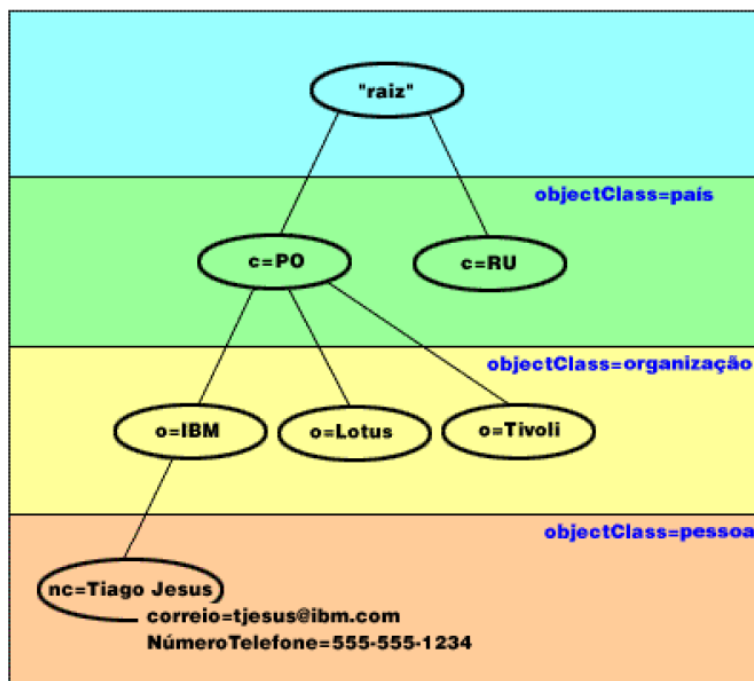 "raiz"
objectClass=país
c=PO
c=RU
objectClass=organização
o=IBM
o=Lotus
o=Tivoli
objectClass=pessoa
nc=Tiago Jesus
correio=tjesus@ibm.com
NúmeroTelefone=555-555-1234